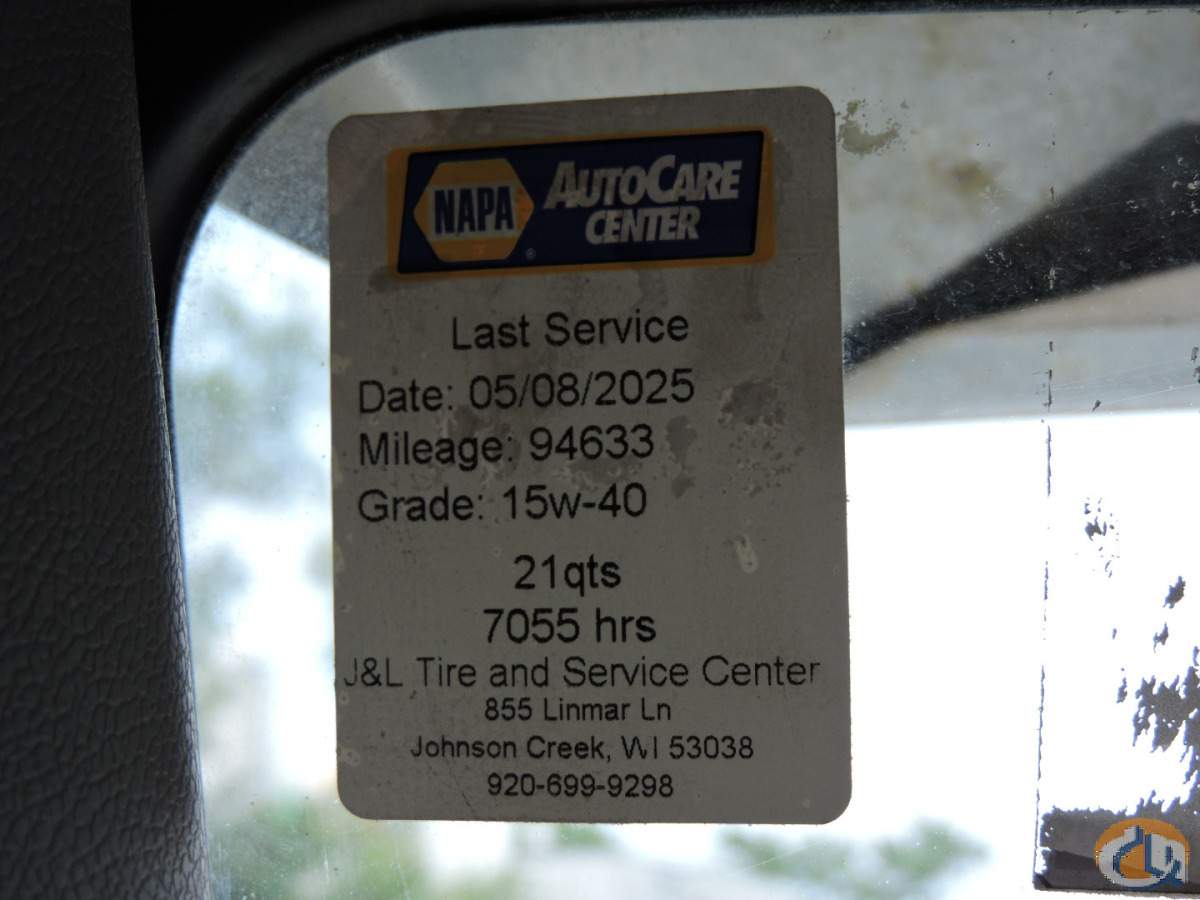 NAPA AUTOCARE
CENTER
Last Service
Date: 05/08/2025
Mileage: 94633
Grade: 15w-40
21qts
7055 hrs
J&L Tire and Service Center
855 Linmar Ln
Johnson Creek, WI 53038
920-699-9298